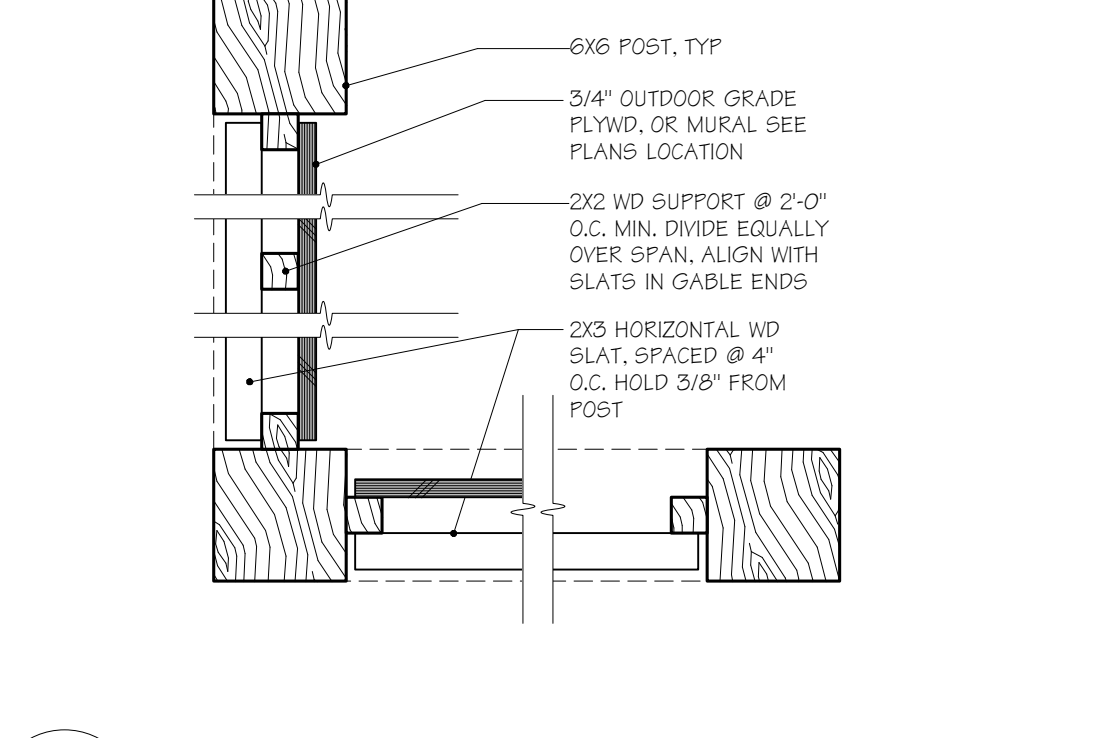 6X6 POST, TYP
3/4" OUTDOOR GRADE
PLYWD, OR MURAL SEE
PLANS LOCATION
2X2 WD SUPPORT @ 2'-0"
O.C. MIN. DIVIDE EQUALLY
OVER SPAN, ALIGN WITH
SLATS IN GABLE ENDS
2X3 HORIZONTAL WD
SLAT, SPACED @ 4"
O.C. HOLD 3/8" FROM
POST